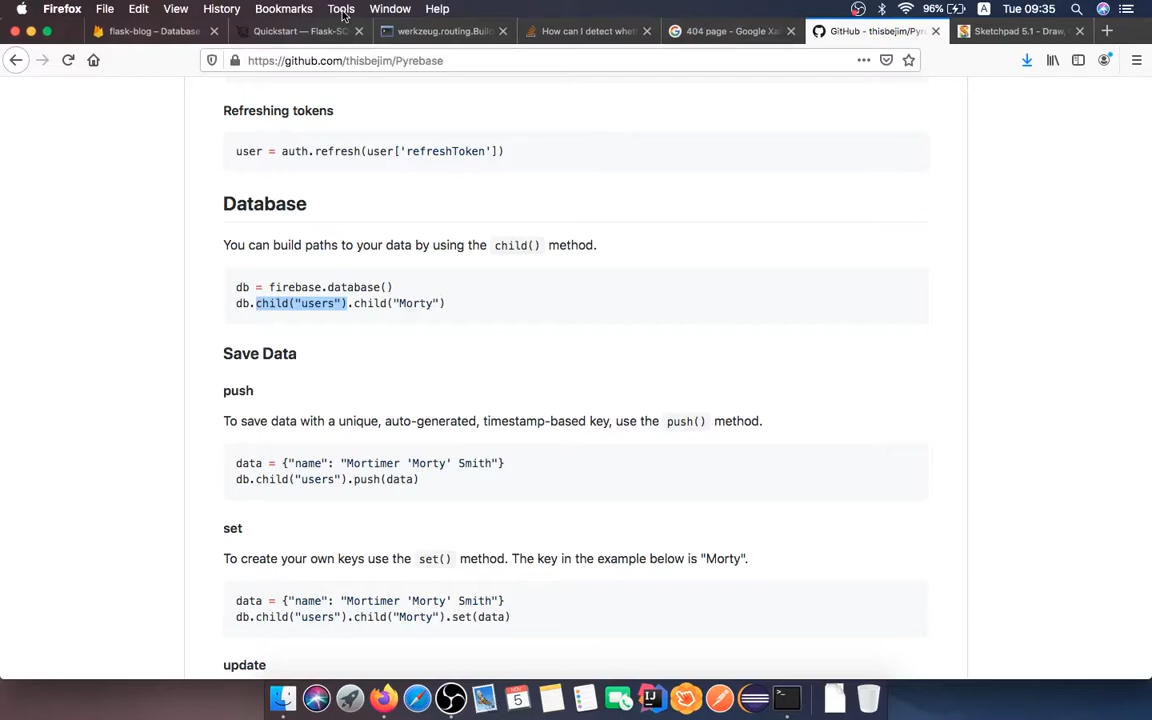 Firefox File Edit View History Bookmarks Tools Window Help 96% A Tue 09:35
flask-blog – Database Quickstart — Flask-SQ werkzeug.routing.Buil How can I detect whet 404 page - Google Xal GitHub - thisbejim/Pyr Sketchpad 5.1 - Draw,
https://github.com/thisbejim/Pyrebase
Refreshing tokens
user = auth.refresh(user['refreshToken'])
Database
You can build paths to your data by using the child() method.
db = firebase.database()
db.child("users").child("Morty")
Save Data
push
To save data with a unique, auto-generated, timestamp-based key, use the push() method.
data = {"name": "Mortimer 'Morty' Smith"}
db.child("users").push(data)
set
To create your own keys use the set() method. The key in the example below is "Morty".
data = {"name": "Mortimer 'Morty' Smith"}
db.child("users").child("Morty").set(data)
update
NOV
5